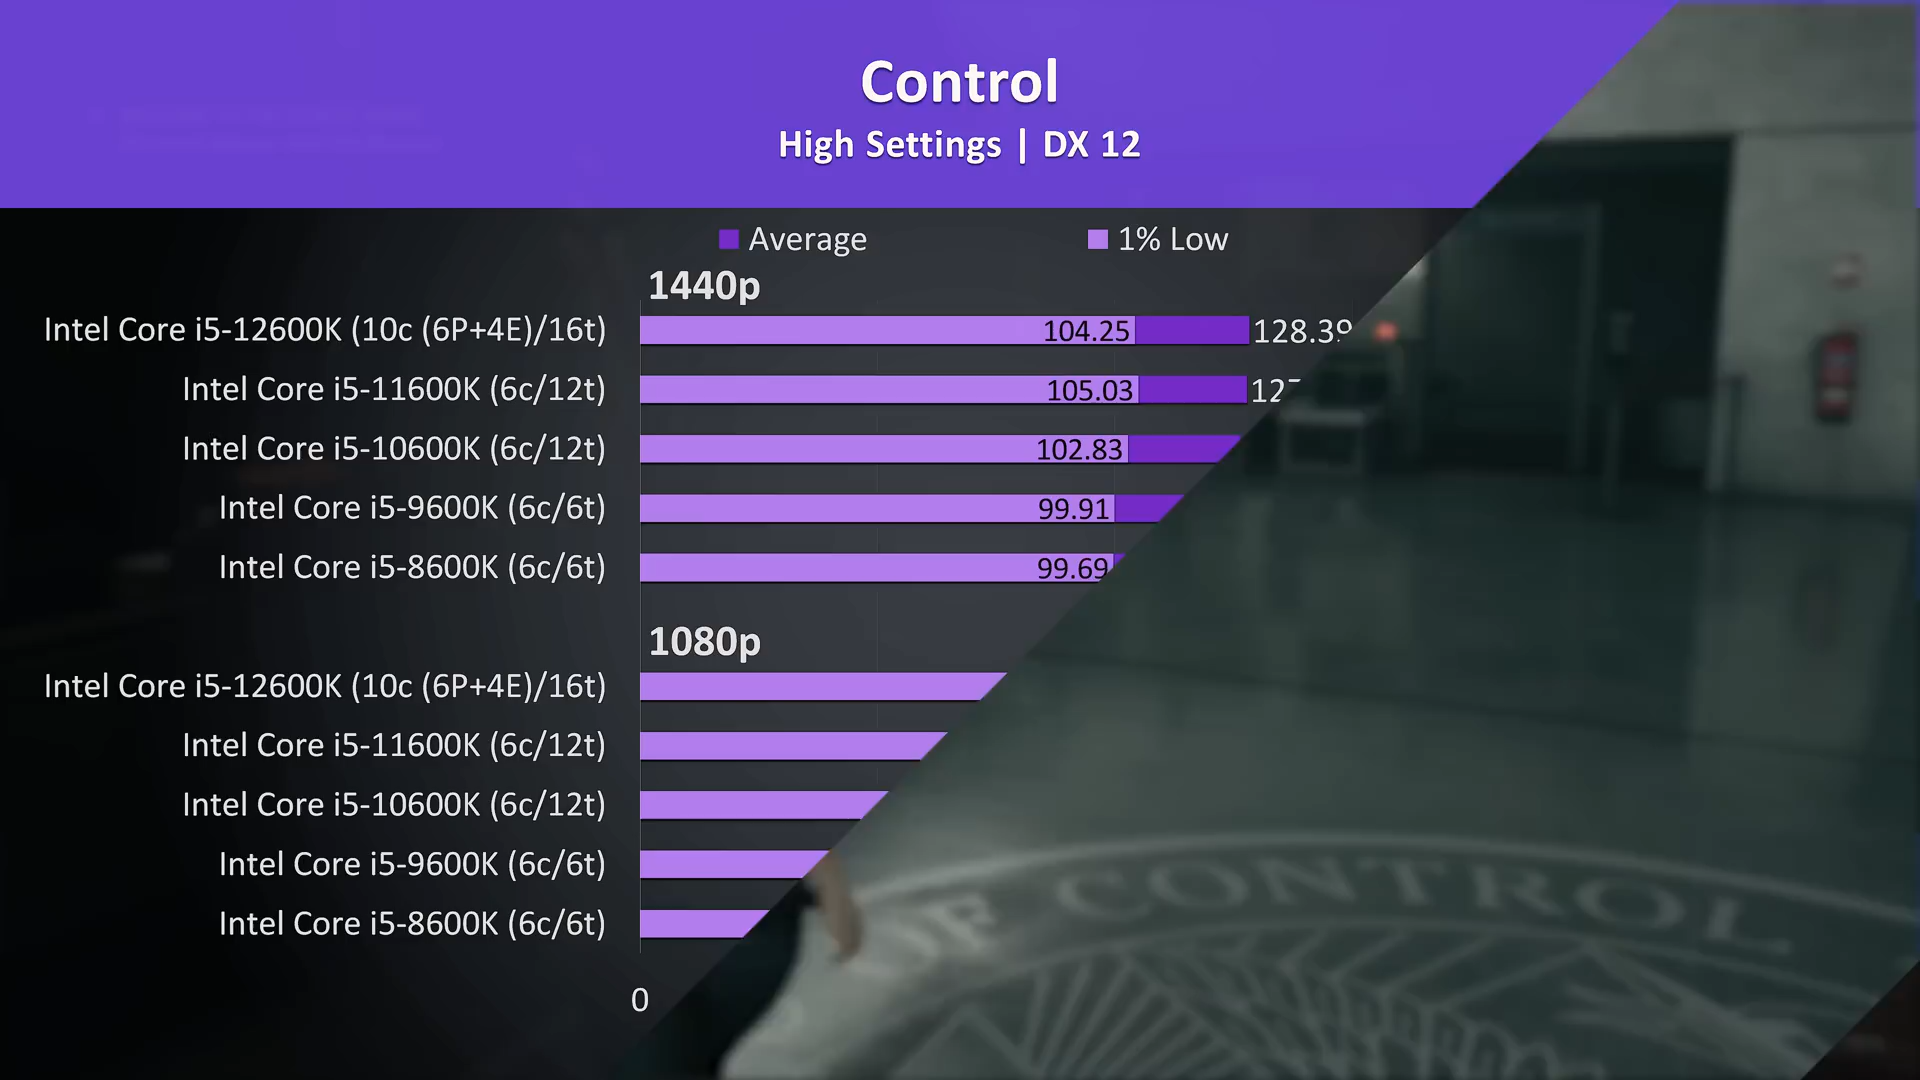 Control
High Settings | DX 12
Average 1% Low
1440p
Intel Core i5-12600K (10c (6P+4E)/16t) 104.25 128.39
Intel Core i5-11600K (6c/12t) 105.03
Intel Core i5-10600K (6c/12t) 102.83
Intel Core i5-9600K (6c/6t) 99.91
Intel Core i5-8600K (6c/6t) 99.69
1080p
Intel Core i5-12600K (10c (6P+4E)/16t)
Intel Core i5-11600K (6c/12t)
Intel Core i5-10600K (6c/12t)
Intel Core i5-9600K (6c/6t)
Intel Core i5-8600K (6c/6t)
0
OF CONTROL